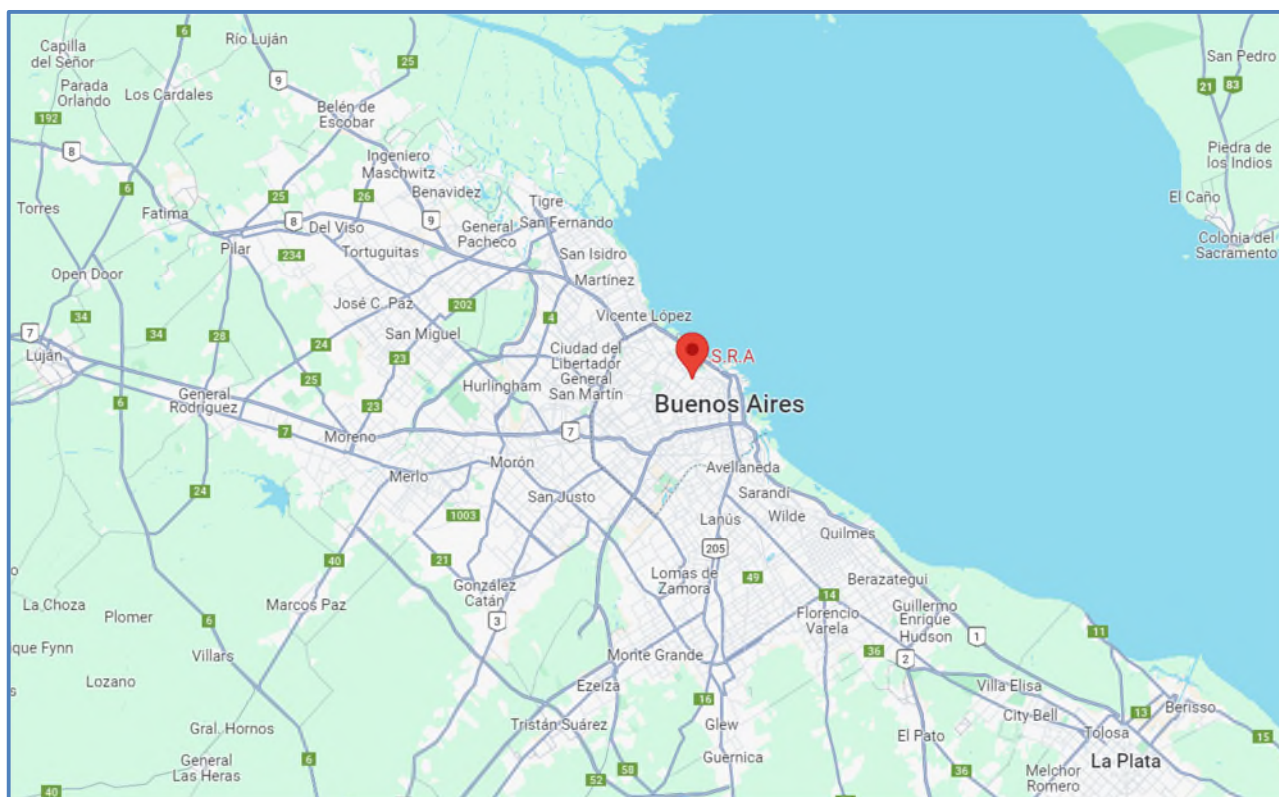 6
Río Luján
Capilla
del Señor
25
San Pedro
9
21
83
Parada
Orlando
Los Cardales
Belén de
Escobar
192
8
Ingeniero
Maschwitz
Piedra de
los Indios
6
25
26
Benavidez
Tigre
El Caño
Torres
Fatima
8
Del Viso
9
General
Pacheco
San Fernando
Pilar
234
Tortuguitas
San Isidro
Colonia del
Sacramento
Open Door
Martínez
José C. Paz
202
34
4
Vicente López
7
34
28
24
San Miguel
23
Ciudad del
Libertador
General
San Martín
S.R.A
Luján
25
Hurlingham
General
Rodríguez
6
23
Buenos Aires
7
Moreno
7
Morón
Avellaneda
Merlo
24
San Justo
Sarandí
1003
Lanús
Wilde
Quilmes
205
40
21
Lomas de
Zamora
49
Berazategui
González
Catán
14
La Choza
Plomer
Marcos Paz
3
Florencio
Varela
Guillermo
Enrique
Hudson
1
11
6
que Fynn
Villars
Monte Grande
36
2
Lozano
Ezeiza
Villa Elisa
16
Berisso
Gral. Hornos
Tristán Suárez
Glew
City Bell
13
El Pato
Tolosa
15
General
Las Heras
6
Guernica
La Plata
52
58
36
Melchor
Romero
40